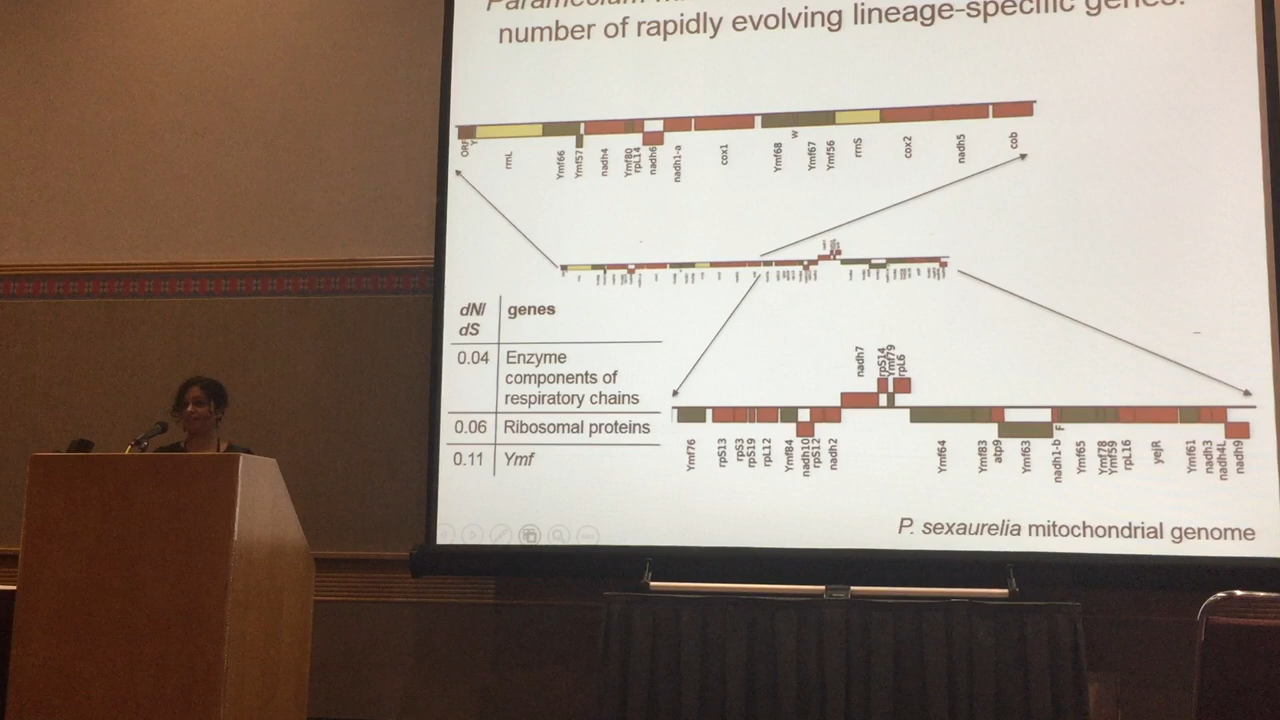 Paramecium
number of rapidly evolving lineage-specific genes.
ORF
Y
rrnL
Ymf66
Ymf57
nadh4
Ymf80
rpL14
nadh6
nadh1-a
cox1
Ymf68
W
Ymf67
Ymf56
rrnS
cox2
nadh5
cob
dN/
dS
genes
0.04
Enzyme
components of
respiratory chains
0.06
Ribosomal proteins
0.11
Ymf
nadh7
rpS14
Ymf79
rpL6
Ymf76
rpS13
rpS3
rpS19
rpL12
Ymf84
nadh10
rpS12
nadh2
Ymf64
Ymf83
atp9
Ymf63
nadh1-b
F
Ymf65
Ymf78
Ymf59
rpL16
yejR
Ymf61
nadh3
nadh4L
nadh9
P. sexaurelia mitochondrial genome